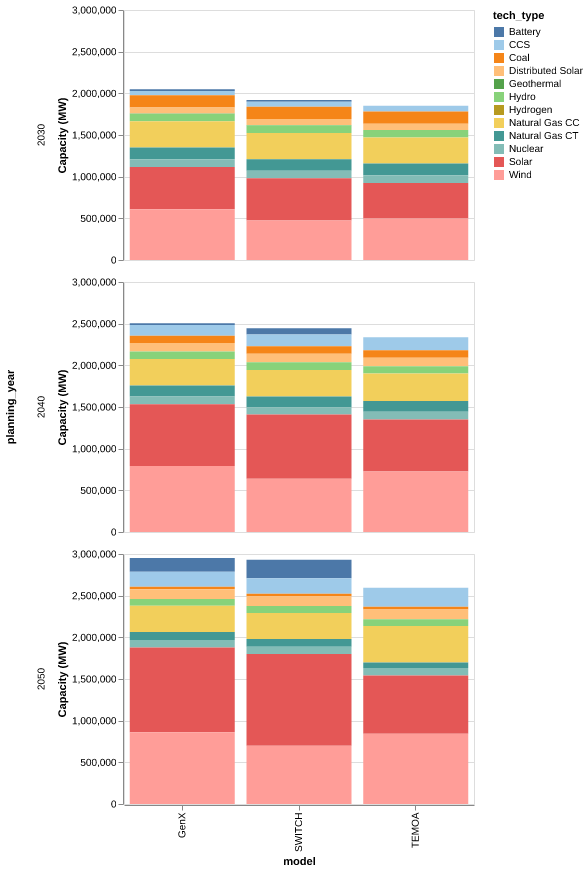 tech_type
Battery
CCS
Coal
Distributed Solar
Geothermal
Hydro
Hydrogen
Natural Gas CC
Natural Gas CT
Nuclear
Solar
Wind
planning_year
2030
Capacity (MW)
3,000,000
2,500,000
2,000,000
1,500,000
1,000,000
500,000
0
2040
Capacity (MW)
3,000,000
2,500,000
2,000,000
1,500,000
1,000,000
500,000
0
2050
Capacity (MW)
3,000,000
2,500,000
2,000,000
1,500,000
1,000,000
500,000
0
GenX
SWITCH
TEMOA
model